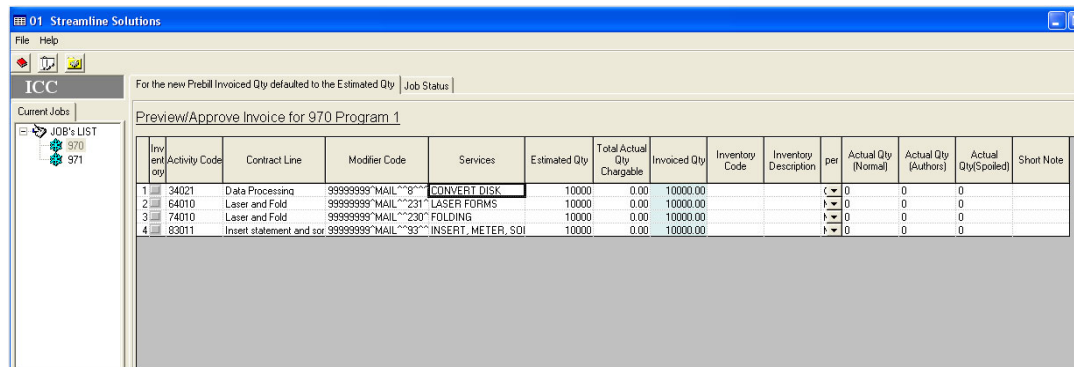 01 Streamline Solutions
File Help
ICC
For the new Prebill Invoiced Qty defaulted to the Estimated Qty Job Status
Current Jobs
JOB's LIST
970
971
Preview/Approve Invoice for 970 Program 1
Inv ent ory Activity Code Contract Line Modifier Code Services Estimated Qty Total Actual Qty Chargable Invoiced Qty Inventory Code Inventory Description per Actual Qty (Normal) Actual Qty (Authors) Actual Qty(Spoiled) Short Note
1 34021 Data Processing 99999999^MAIL^^8^^ CONVERT DISK 10000 0.00 10000.00 0 0 0
2 64010 Laser and Fold 99999999^MAIL^^231^ LASER FORMS 10000 0.00 10000.00 0 0 0
3 74010 Laser and Fold 99999999^MAIL^^230^ FOLDING 10000 0.00 10000.00 0 0 0
4 83011 Insert statement and sor 99999999^MAIL^^93^^ INSERT, METER, SOI 10000 0.00 10000.00 0 0 0